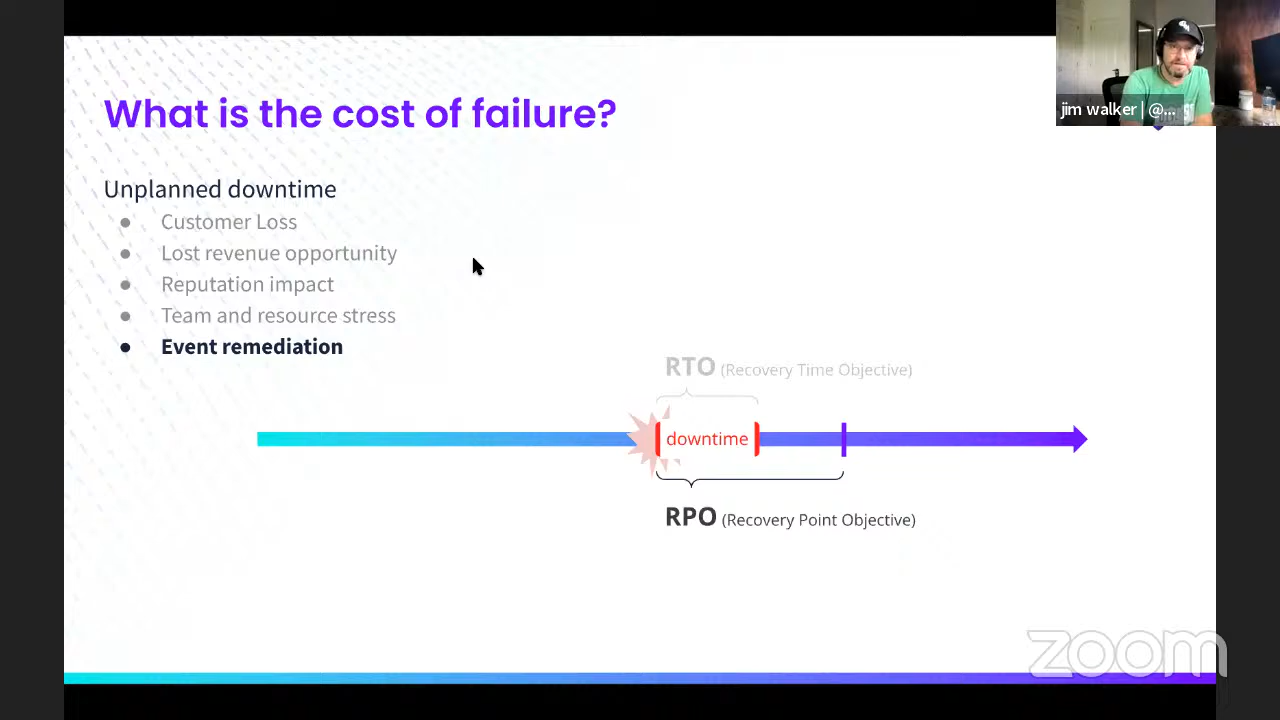 What is the cost of failure?
jim walker | @...
Unplanned downtime
● Customer Loss
● Lost revenue opportunity
● Reputation impact
● Team and resource stress
● Event remediation
RTO (Recovery Time Objective)
downtime
RPO (Recovery Point Objective)
zoom